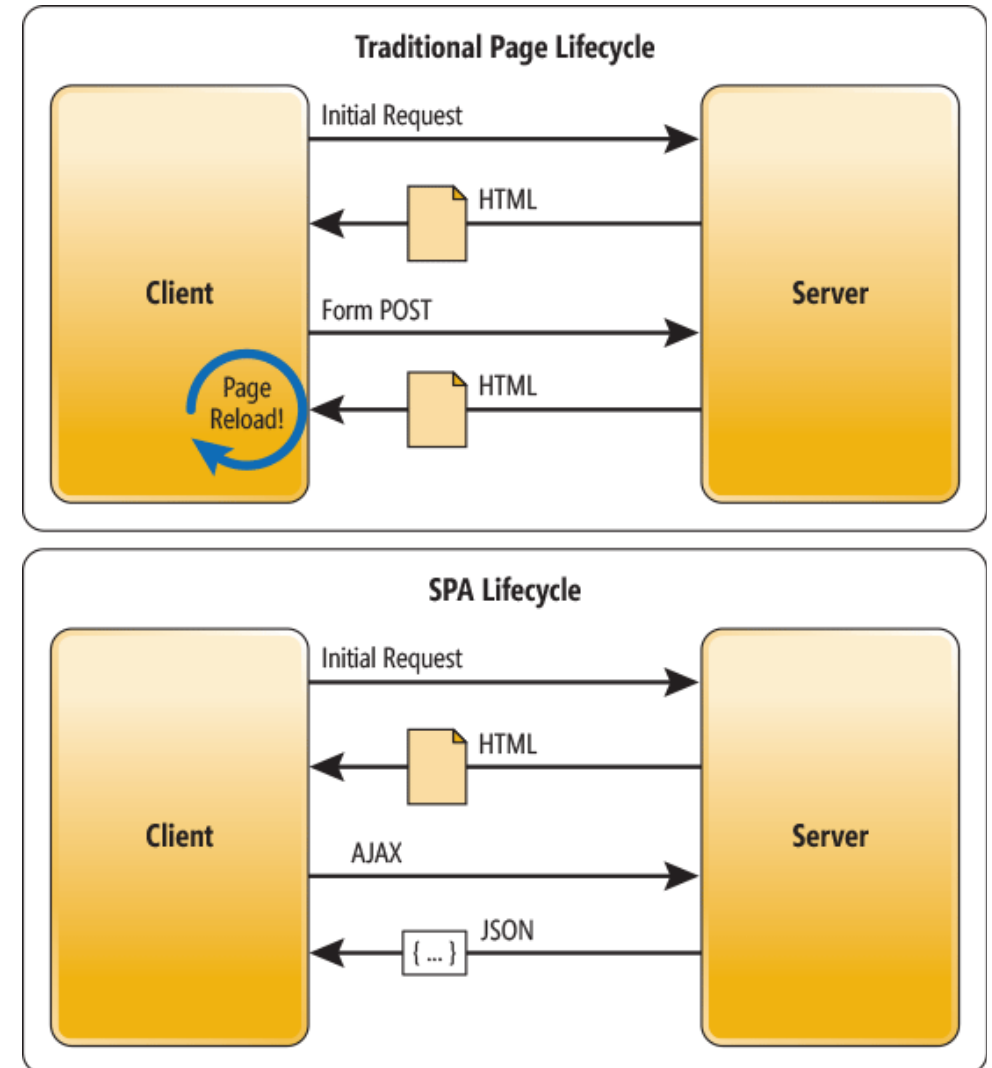 Traditional Page Lifecycle
Initial Request
HTML
Client
Server
Form POST
HTML
Page
Reload!
SPA Lifecycle
Initial Request
HTML
Client
Server
AJAX
JSON
{ ... }